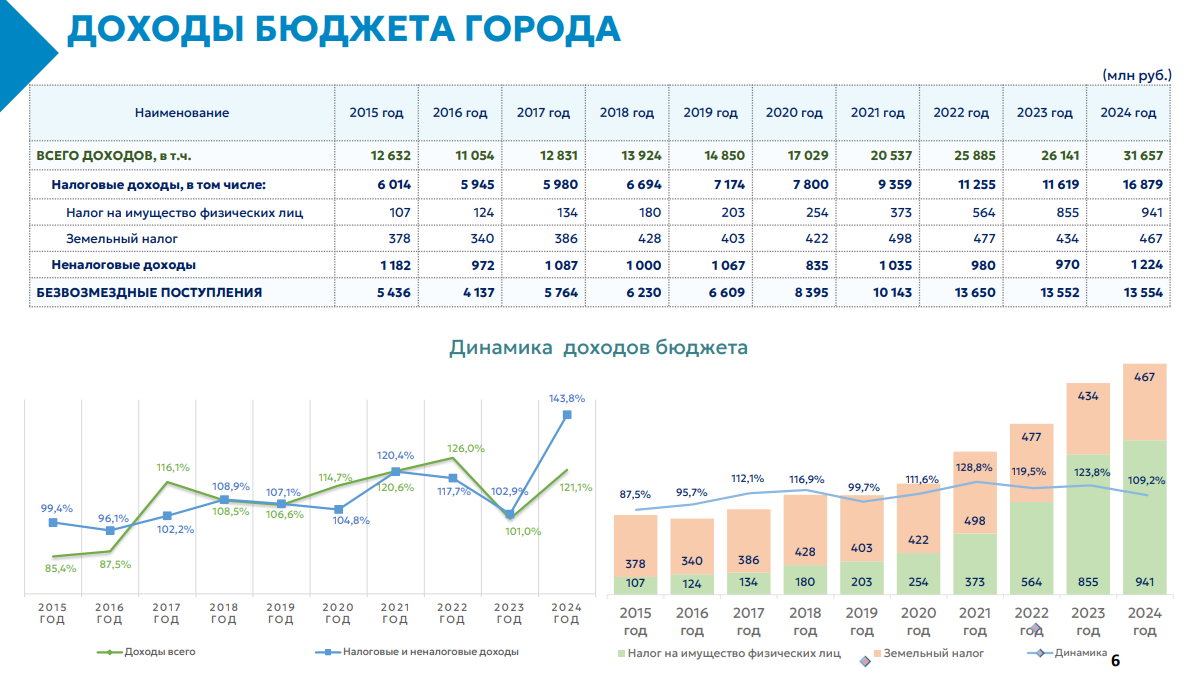 ДОХОДЫ БЮДЖЕТА ГОРОДА
(млн руб.)
Наименование 2015 год 2016 год 2017 год 2018 год 2019 год 2020 год 2021 год 2022 год 2023 год 2024 год
ВСЕГО ДОХОДОВ, в т.ч. 12 632 11 054 12 831 13 924 14 850 17 029 20 537 25 885 26 141 31 657
Налоговые доходы, в том числе: 6 014 5 945 5 980 6 694 7 174 7 800 9 359 11 255 11 619 16 879
Налог на имущество физических лиц 107 124 134 180 203 254 373 564 855 941
Земельный налог 378 340 386 428 403 422 498 477 434 467
Неналоговые доходы 1 182 972 1 087 1 000 1 067 835 1 035 980 970 1 224
БЕЗВОЗМЕЗДНЫЕ ПОСТУПЛЕНИЯ 5 436 4 137 5 764 6 230 6 609 8 395 10 143 13 650 13 552 13 554
Динамика доходов бюджета
99,4% 96,1% 102,2% 108,9% 107,1% 104,8% 120,4% 117,7% 102,9% 143,8%
85,4% 87,5% 116,1% 108,5% 106,6% 114,7% 120,6% 126,0% 101,0% 121,1%
2015 год 2016 год 2017 год 2018 год 2019 год 2020 год 2021 год 2022 год 2023 год 2024 год
Доходы всего Налоговые и неналоговые доходы
87,5% 95,7% 112,1% 116,9% 99,7% 111,6% 128,8% 119,5% 123,8% 109,2%
378 340 386 428 403 422 498 477 434 467
107 124 134 180 203 254 373 564 855 941
2015 год 2016 год 2017 год 2018 год 2019 год 2020 год 2021 год 2022 год 2023 год 2024 год
Налог на имущество физических лиц Земельный налог Динамика
6